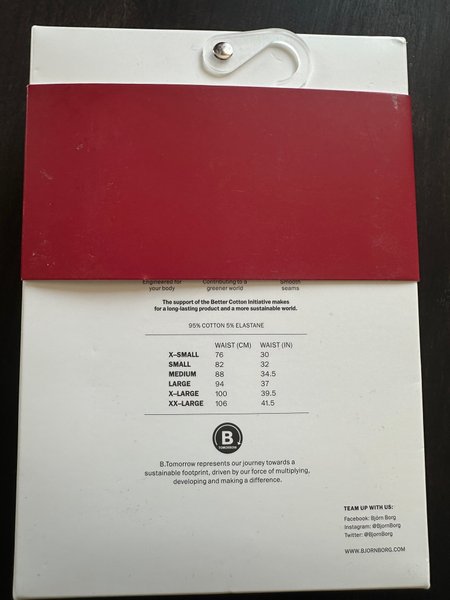 Engineered for your body
Contributing to a greener world
Smooth seams
The support of the Better Cotton Initiative makes
for a long-lasting product and a more sustainable world.
95% COTTON 5% ELASTANE
WAIST (CM) WAIST (IN)
X–SMALL 76 30
SMALL 82 32
MEDIUM 88 34.5
LARGE 94 37
X–LARGE 100 39.5
XX–LARGE 106 41.5
B
TOMORROW
B.Tomorrow represents our journey towards a
sustainable footprint, driven by our force of multiplying,
developing and making a difference.
TEAM UP WITH US:
Facebook: Björn Borg
Instagram: @BjornBorg
Twitter: @BjornBorg
WWW.BJORNBORG.COM